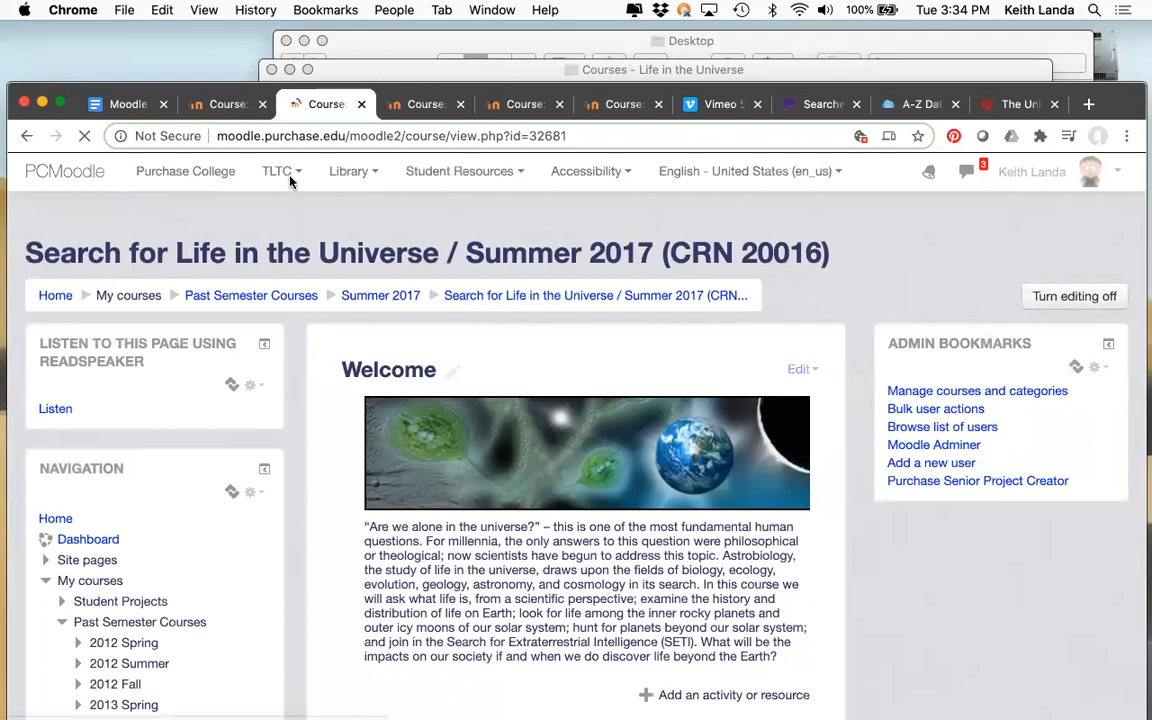 Chrome File Edit View History Bookmarks People Tab Window Help 100% Tue 3:34 PM Keith Landa
Desktop
Courses - Life in the Universe
Moodle Course: Course: Course: Course: Course: Vimeo S Searche A-Z Dat The Uni
Not Secure moodle.purchase.edu/moodle2/course/view.php?id=32681
PCMoodle Purchase College TLTC Library Student Resources Accessibility English - United States (en_us) 3 Keith Landa
Search for Life in the Universe / Summer 2017 (CRN 20016)
Home My courses Past Semester Courses Summer 2017 Search for Life in the Universe / Summer 2017 (CRN... Turn editing off
LISTEN TO THIS PAGE USING
READSPEAKER
Listen
NAVIGATION
Home
Dashboard
Site pages
My courses
Student Projects
Past Semester Courses
2012 Spring
2012 Summer
2012 Fall
2013 Spring
Welcome
Edit
“Are we alone in the universe?” – this is one of the most fundamental human
questions. For millennia, the only answers to this question were philosophical
or theological; now scientists have begun to address this topic. Astrobiology,
the study of life in the universe, draws upon the fields of biology, ecology,
evolution, geology, astronomy, and cosmology in its search. In this course we
will ask what life is, from a scientific perspective; examine the history and
distribution of life on Earth; look for life among the inner rocky planets and
outer icy moons of our solar system; hunt for planets beyond our solar system;
and join in the Search for Extraterrestrial Intelligence (SETI). What will be the
impacts on our society if and when we do discover life beyond the Earth?
Add an activity or resource
ADMIN BOOKMARKS
Manage courses and categories
Bulk user actions
Browse list of users
Moodle Adminer
Add a new user
Purchase Senior Project Creator